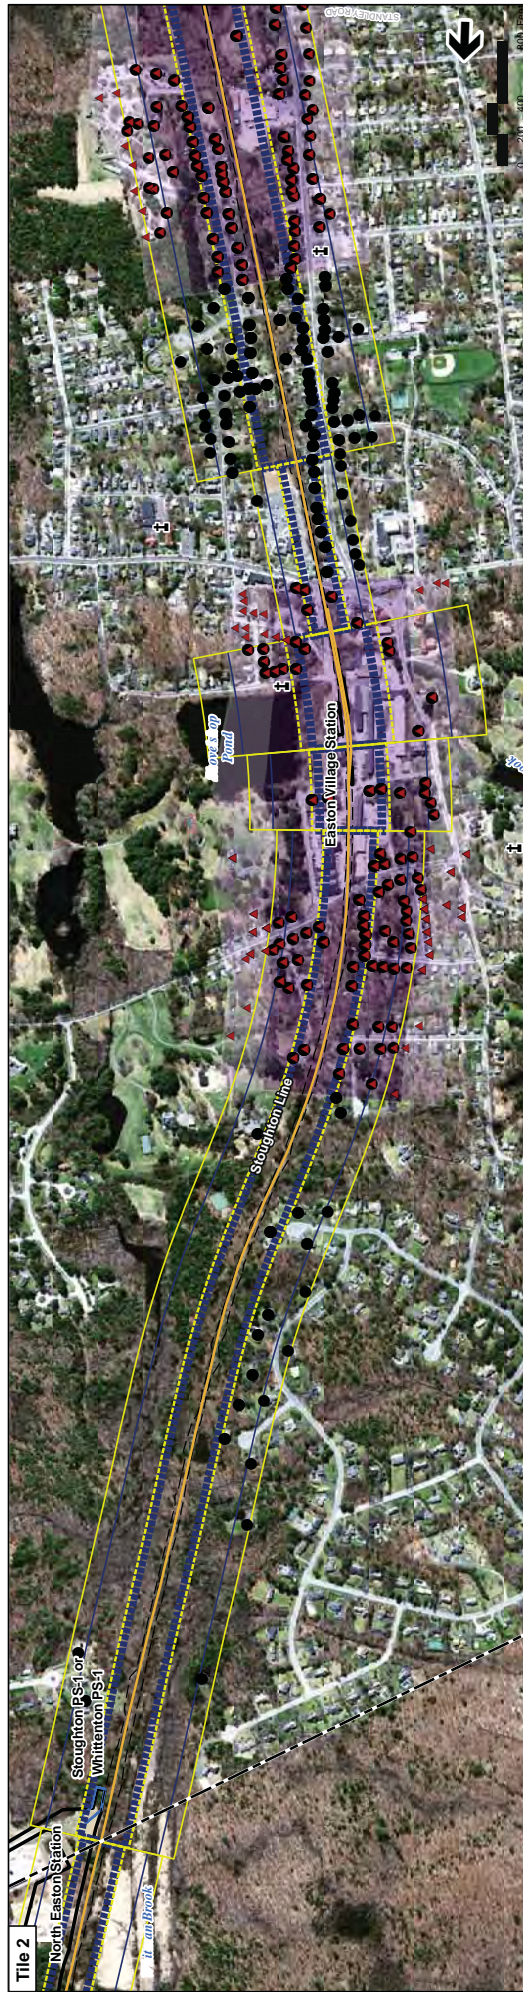 Tile 2
North Easton Station
Stoughton PS-1 or
Whittenton PS-1
Stoughton Line
Easton Village Station
Pond
Brook
STANDLEY ROAD